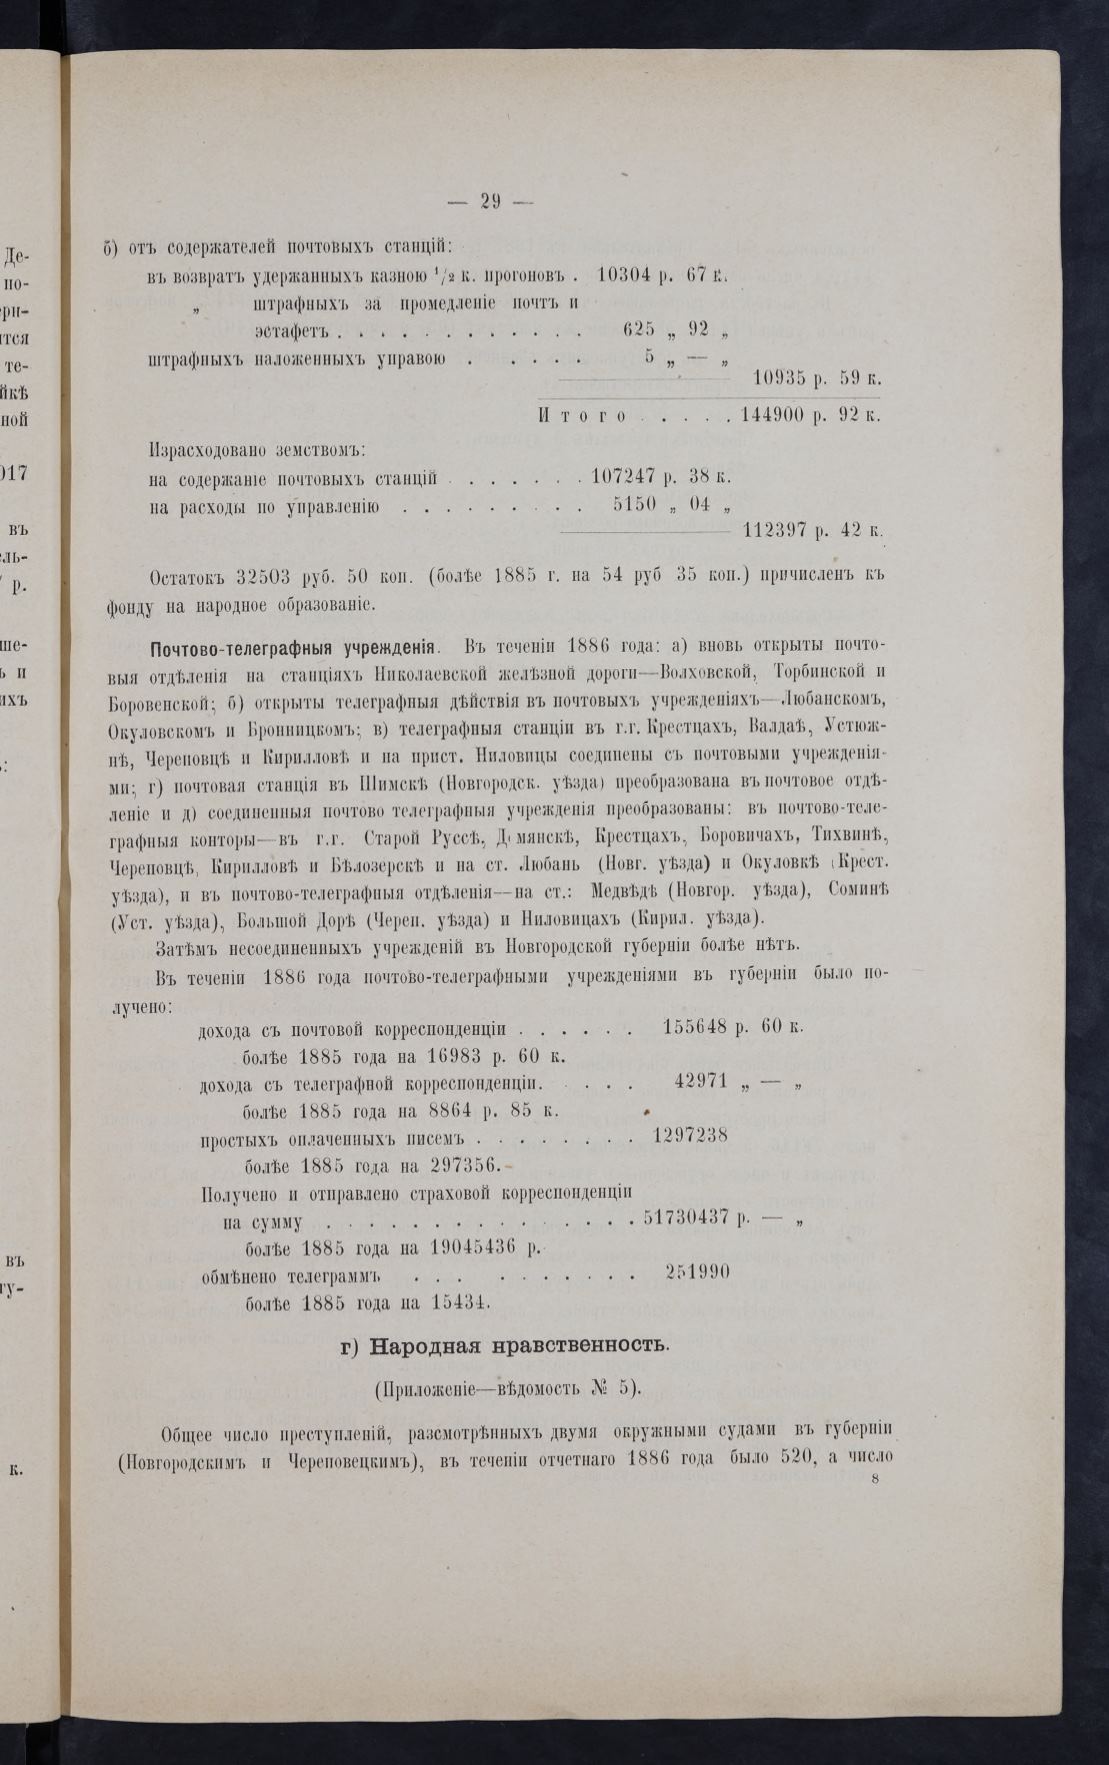 Де-
по-
ери-
ится
те-
йкѣ
ной
017
въ
ель-
р.
ше-
ь и
ихъ
въ
гу-
к.
— 29 —
б) отъ содержателей почтовыхъ станцій:
въ возвратъ удержанныхъ казною 1/2 к. прогоновъ . 10304 р. 67 к.
„ штрафныхъ за промедленіе почтъ и
эстафетъ . . . . . . . . . . . . 625 „ 92 „
штрафныхъ наложенныхъ управою . . . . . 5 „ — „
10935 р. 59 к.
Итого . . . . . 144900 р. 92 к.
Израсходовано земствомъ:
на содержаніе почтовыхъ станцій . . . . . . . 107247 р. 38 к.
на расходы по управленію . . . . . . . . . 5150 „ 04 „
112397 р. 42 к.
Остатокъ 32503 руб. 50 коп. (болѣе 1885 г. на 54 руб 35 коп.) причисленъ къ
фонду на народное образованіе.
Почтово-телеграфныя учрежденія. Въ теченіи 1886 года: а) вновь открыты почто-
выя отдѣленія на станціяхъ Николаевской желѣзной дороги—Волховской, Торбинской и
Боровенской; б) открыты телеграфныя дѣйствія въ почтовыхъ учрежденіяхъ—Любанскомъ,
Окуловскомъ и Бронницкомъ; в) телеграфныя станціи въ г.г. Крестцахъ, Валдаѣ, Устюж-
нѣ, Череповцѣ и Кирилловѣ и на прист. Ниловицы соединены съ почтовыми учрежденія-
ми; г) почтовая станція въ Шимскѣ (Новгородск. уѣзда) преобразована въ почтовое отдѣ-
леніе и д) соединенныя почтово телеграфныя учрежденія преобразованы: въ почтово-теле-
графныя конторы—въ г.г. Старой Руссѣ, Демянскѣ, Крестцахъ, Боровичахъ, Тихвинѣ,
Череповцѣ, Кирилловѣ и Бѣлозерскѣ и на ст. Любань (Новг. уѣзда) и Окуловкѣ (Крест.
уѣзда), и въ почтово-телеграфныя отдѣленія—на ст.: Медвѣдѣ (Новгор. уѣзда), Соминѣ
(Уст. уѣзда), Большой Дорѣ (Череп. уѣзда) и Ниловицахъ (Кирил. уѣзда).
Затѣмъ несоединенныхъ учрежденій въ Новгородской губерніи болѣе нѣтъ.
Въ теченіи 1886 года почтово-телеграфными учрежденіями въ губерніи было по-
лучено:
дохода съ почтовой корреспонденціи . . . . . . 155648 р. 60 к.
болѣе 1885 года на 16983 р. 60 к.
дохода съ телеграфной корреспонденціи. . . . . 42971 „ — „
болѣе 1885 года на 8864 р. 85 к.
простыхъ оплаченныхъ писемъ . . . . . . . . 1297238
болѣе 1885 года на 297356.
Получено и отправлено страховой корреспонденціи
на сумму . . . . . . . . . . . . . . . 51730437 р. — „
болѣе 1885 года на 19045436 р.
обмѣнено телеграммъ . . . . . . . . . . 251990
болѣе 1885 года на 15434.
г) Народная нравственность.
(Приложеніе—вѣдомость № 5).
Общее число преступленій, разсмотрѣнныхъ двумя окружными судами въ губерніи
(Новгородскимъ и Череповецкимъ), въ теченіи отчетнаго 1886 года было 520, а число
8